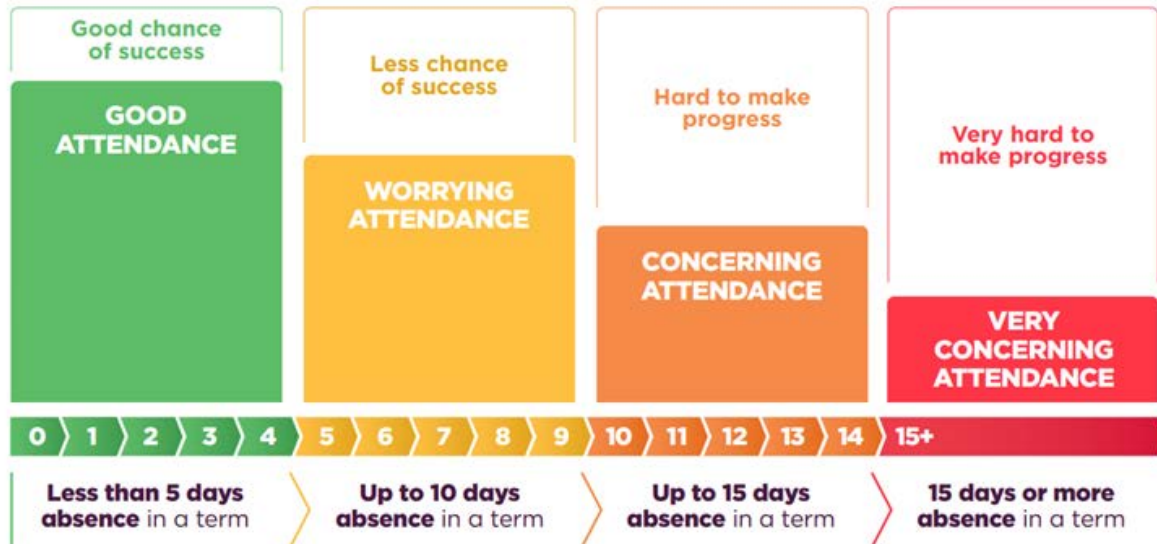 Good chance
of success
GOOD
ATTENDANCE
Less chance
of success
WORRYING
ATTENDANCE
Hard to make
progress
CONCERNING
ATTENDANCE
Very hard to
make progress
VERY
CONCERNING
ATTENDANCE
0 1 2 3 4 5 6 7 8 9 10 11 12 13 14 15+
Less than 5 days
absence in a term
Up to 10 days
absence in a term
Up to 15 days
absence in a term
15 days or more
absence in a term